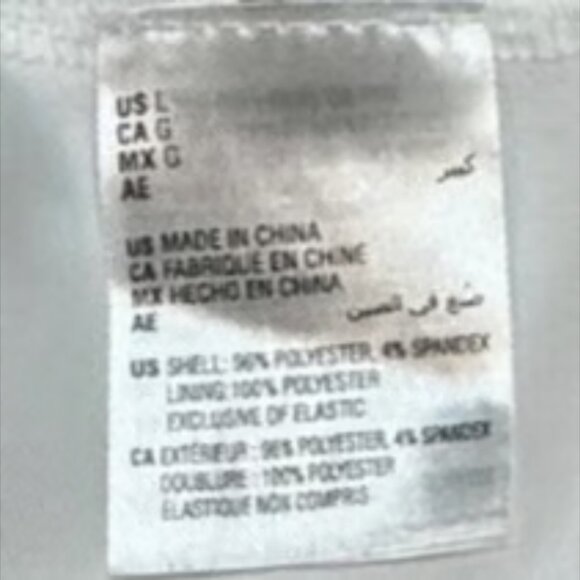 US L
CA G
MX G
AE كبير
US MADE IN CHINA
CA FABRIQUE EN CHINE
MX HECHO EN CHINA
AE صنع في الصين
US SHELL: 96% POLYESTER, 4% SPANDEX
LINING: 100% POLYESTER
EXCLUSIVE OF ELASTIC
CA EXTÉRIEUR : 96% POLYESTER, 4% SPANDEX
DOUBLURE : 100% POLYESTER
ÉLASTIQUE NON COMPRIS